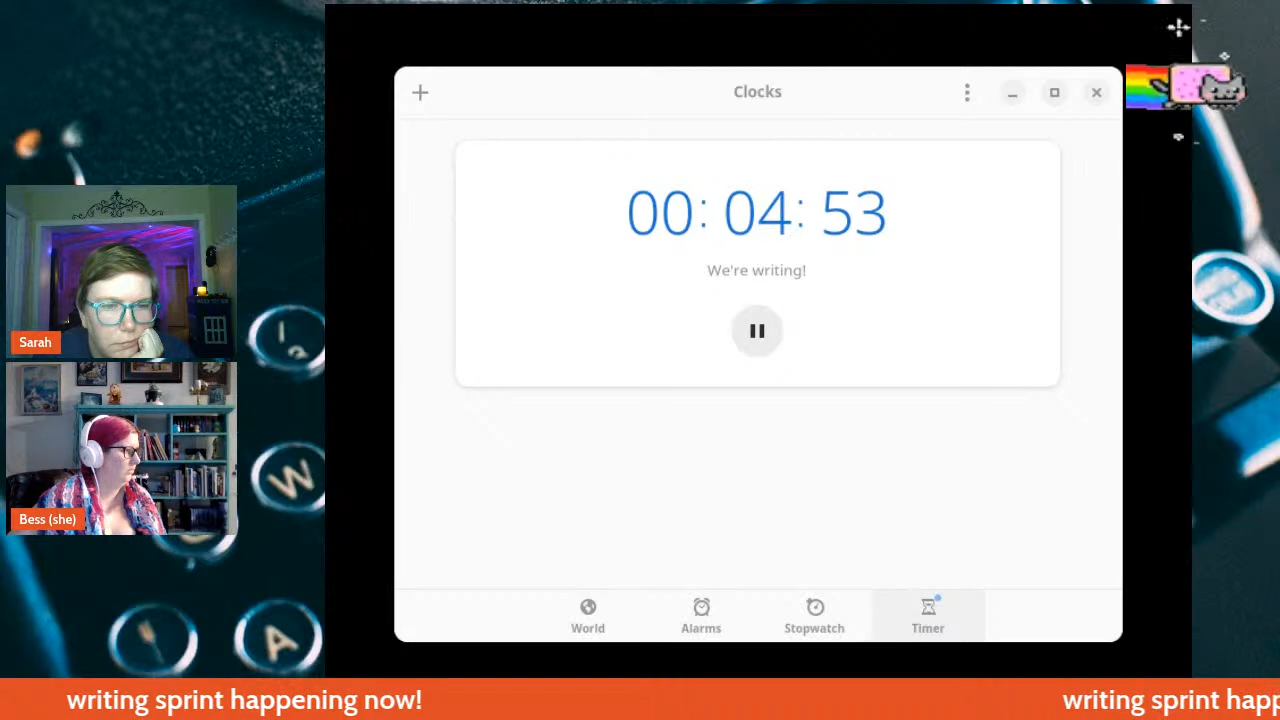 Clocks
00:04:53
We're writing!
World
Alarms
Stopwatch
Timer
Sarah
Bess (she)
I
W
A
writing sprint happening now!
writing sprint happ